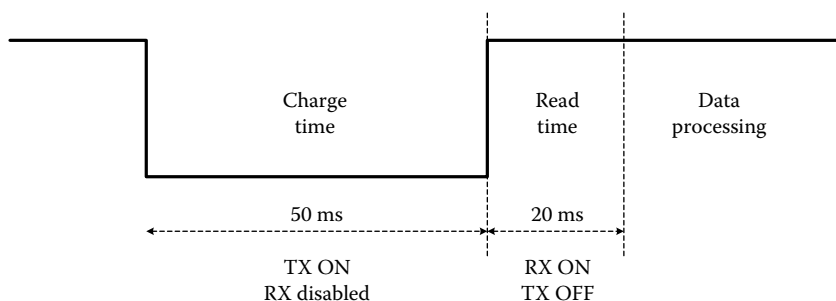 Charge
time
Read
time
Data
processing
50 ms
20 ms
TX ON
RX disabled
RX ON
TX OFF